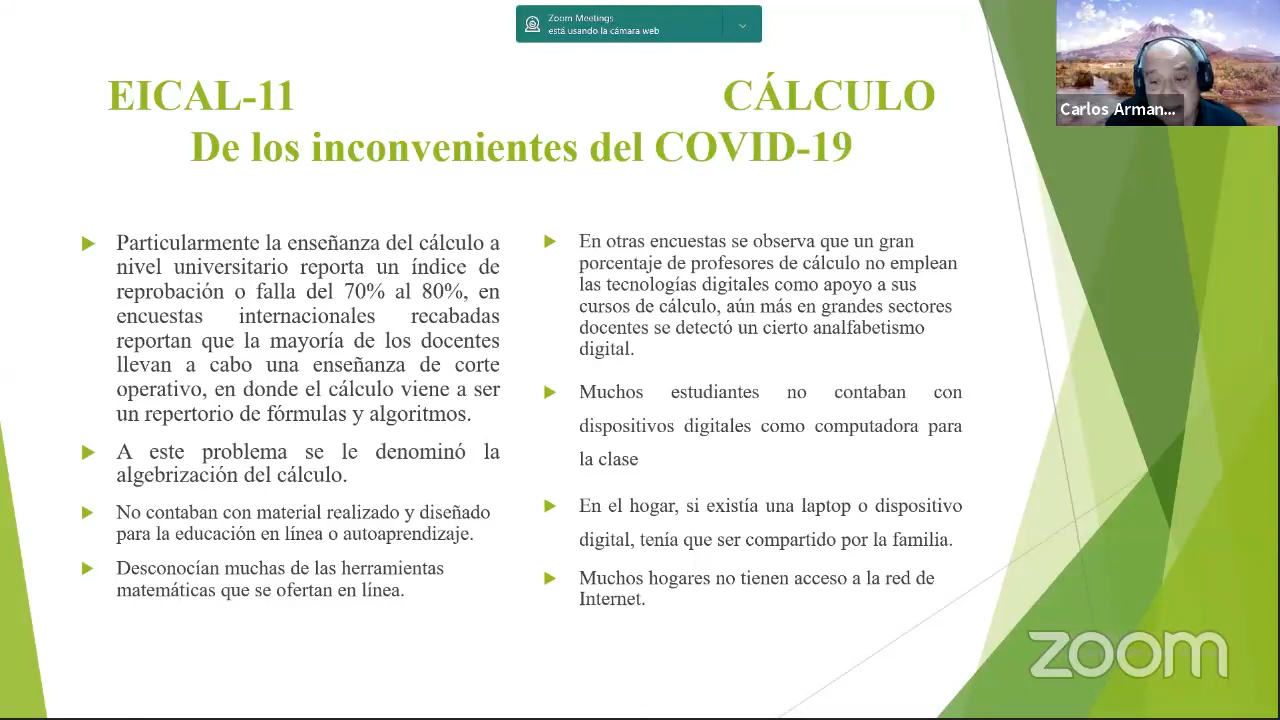 Zoom Meetings
está usando la cámara web
EICAL-11 CÁLCULO
De los inconvenientes del COVID-19
Carlos Arman...
Particularmente la enseñanza del cálculo a
nivel universitario reporta un índice de
reprobación o falla del 70% al 80%, en
encuestas internacionales recabadas
reportan que la mayoría de los docentes
llevan a cabo una enseñanza de corte
operativo, en donde el cálculo viene a ser
un repertorio de fórmulas y algoritmos.
A este problema se le denominó la
algebrización del cálculo.
No contaban con material realizado y diseñado
para la educación en línea o autoaprendizaje.
Desconocían muchas de las herramientas
matemáticas que se ofertan en línea.
En otras encuestas se observa que un gran
porcentaje de profesores de cálculo no emplean
las tecnologías digitales como apoyo a sus
cursos de cálculo, aún más en grandes sectores
docentes se detectó un cierto analfabetismo
digital.
Muchos estudiantes no contaban con
dispositivos digitales como computadora para
la clase
En el hogar, si existía una laptop o dispositivo
digital, tenía que ser compartido por la familia.
Muchos hogares no tienen acceso a la red de
Internet.
zoom